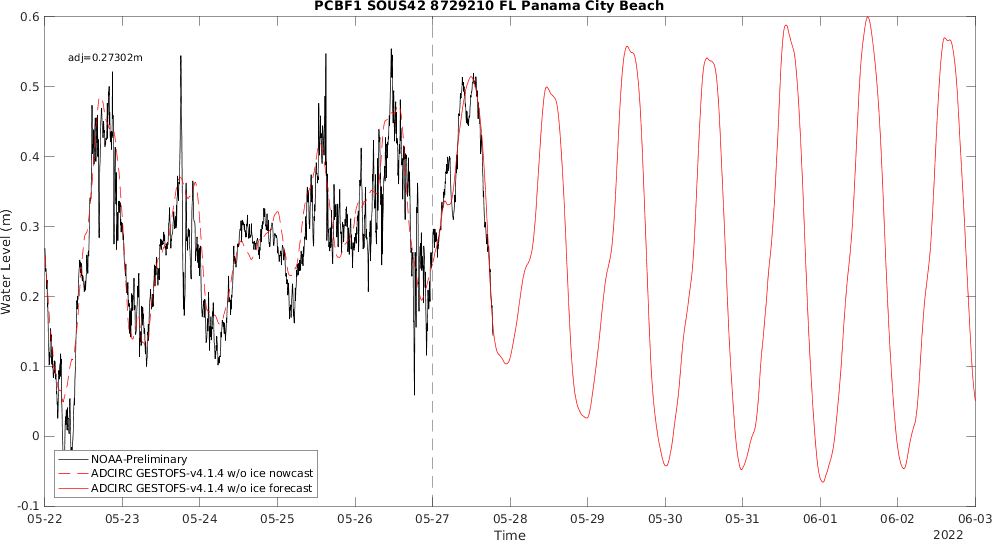 PCBF1 SOUS42 8729210 FL Panama City Beach
adj=0.27302m
0.6
0.5
0.4
0.3
0.2
0.1
0
-0.1
Water Level (m)
NOAA-Preliminary
ADCIRC GESTOFS-v4.1.4 w/o ice nowcast
ADCIRC GESTOFS-v4.1.4 w/o ice forecast
05-22 05-23 05-24 05-25 05-26 05-27 05-28 05-29 05-30 05-31 06-01 06-02 06-03
Time
2022